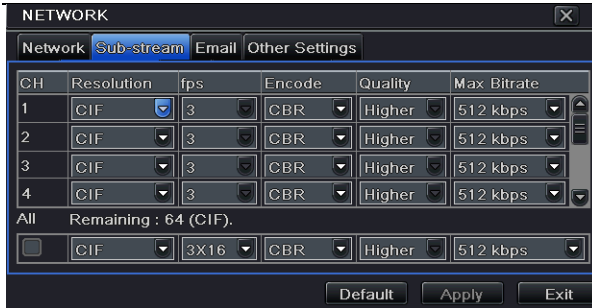 NETWORK
Network Sub-stream Email Other Settings
CH Resolution fps Encode Quality Max Bitrate
1 CIF 3 CBR Higher 512 kbps
2 CIF 3 CBR Higher 512 kbps
3 CIF 3 CBR Higher 512 kbps
4 CIF 3 CBR Higher 512 kbps
All Remaining : 64 (CIF).
CIF 3X16 CBR Higher 512 kbps
Default Apply Exit